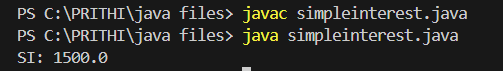 PS C:\PRITHI\java files> javac simpleinterest.java
PS C:\PRITHI\java files> java simpleinterest.java
SI: 1500.0